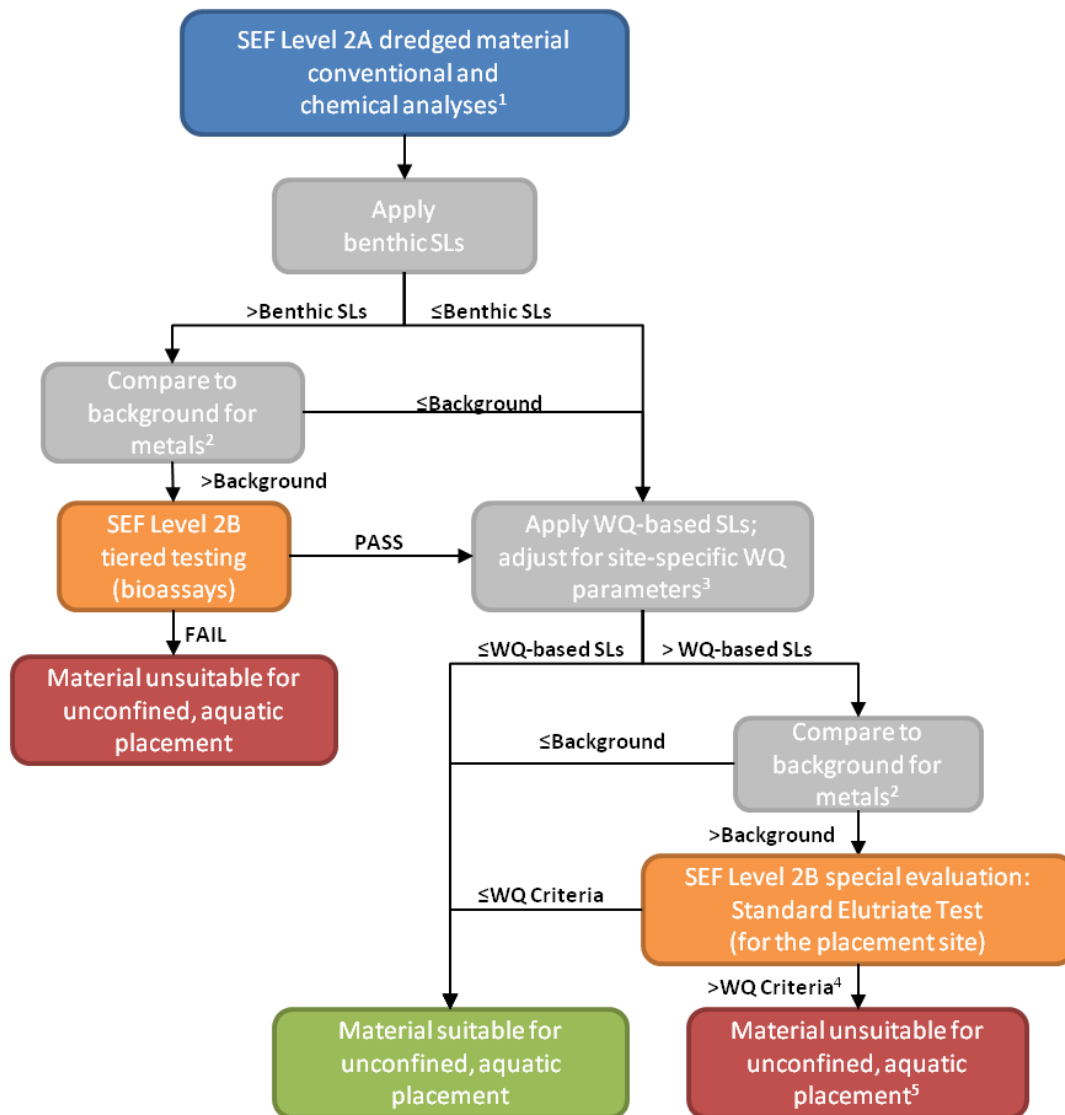 SEF Level 2A dredged material
conventional and
chemical analyses¹
Apply
benthic SLs
>Benthic SLs
≤Benthic SLs
Compare to
background for
metals²
≤Background
>Background
SEF Level 2B
tiered testing
(bioassays)
PASS
Apply WQ-based SLs;
adjust for site-specific WQ
parameters³
FAIL
Material unsuitable for
unconfined, aquatic
placement
≤WQ-based SLs
> WQ-based SLs
≤Background
Compare to
background for
metals²
>Background
≤WQ Criteria
SEF Level 2B special evaluation:
Standard Elutriate Test
(for the placement site)
>WQ Criteria⁴
Material suitable for
unconfined, aquatic
placement
Material unsuitable for
unconfined, aquatic
placement⁵